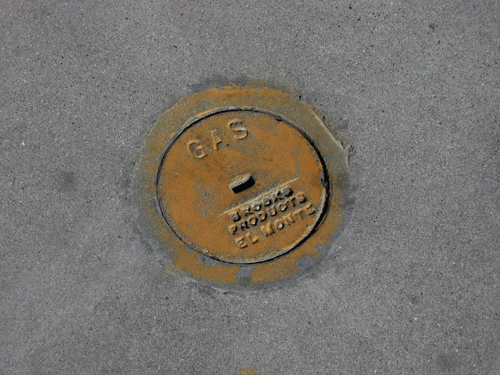 GAS
BROOKS
PRODUCTS
EL MONTE